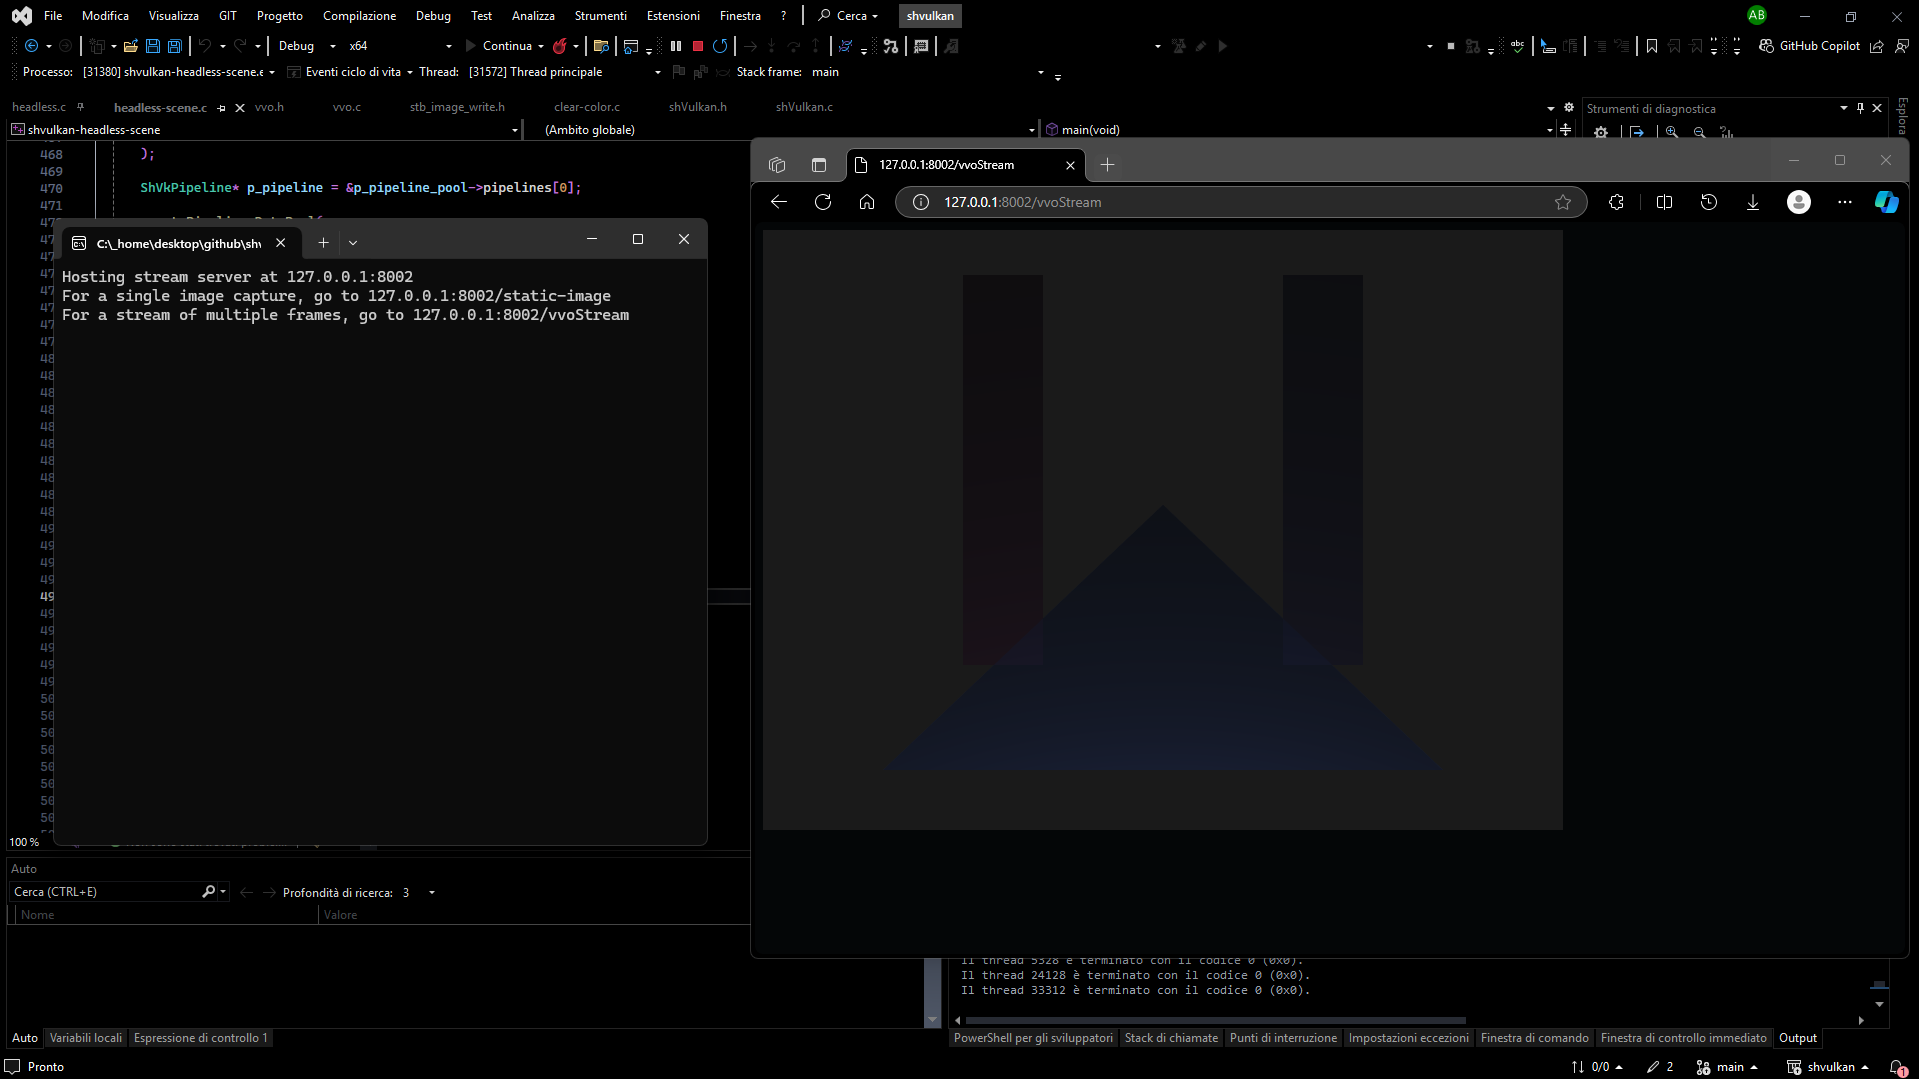 File Modifica Visualizza GIT Progetto Compilazione Debug Test Analizza Strumenti Estensioni Finestra ? Cerca shvulkan AB
Debug x64 Continua GitHub Copilot
Processo: [31380] shvulkan-headless-scene.e Eventi ciclo di vita Thread: [31572] Thread principale Stack frame: main
headless.c headless-scene.c vvo.h vvo.c stb_image_write.h clear-color.c shVulkan.h shVulkan.c
Strumenti di diagnostica
shvulkan-headless-scene (Ambito globale) main(void)
468 );
469
470 ShVkPipeline* p_pipeline = &p_pipeline_pool->pipelines[0];
471
C:\_home\desktop\github\sh
Hosting stream server at 127.0.0.1:8002
For a single image capture, go to 127.0.0.1:8002/static-image
For a stream of multiple frames, go to 127.0.0.1:8002/vvoStream
127.0.0.1:8002/vvoStream
127.0.0.1:8002/vvoStream
100 %
Auto
Cerca (CTRL+E) Profondità di ricerca: 3
Nome Valore
Il thread 5328 è terminato con il codice 0 (0x0).
Il thread 24128 è terminato con il codice 0 (0x0).
Il thread 33312 è terminato con il codice 0 (0x0).
Auto Variabili locali Espressione di controllo 1
PowerShell per gli sviluppatori Stack di chiamate Punti di interruzione Impostazioni eccezioni Finestra di comando Finestra di controllo immediato Output
Pronto 0/0 2 main shvulkan 1